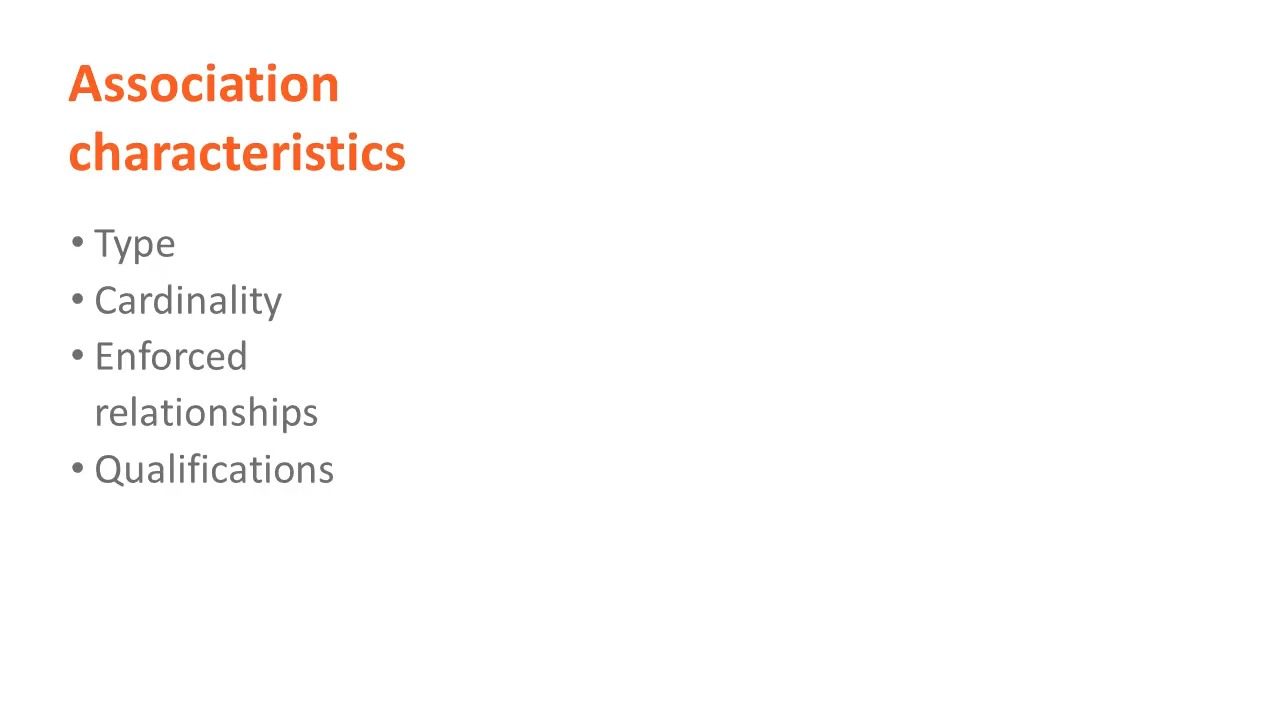 Association
characteristics
• Type
• Cardinality
• Enforced
relationships
• Qualifications